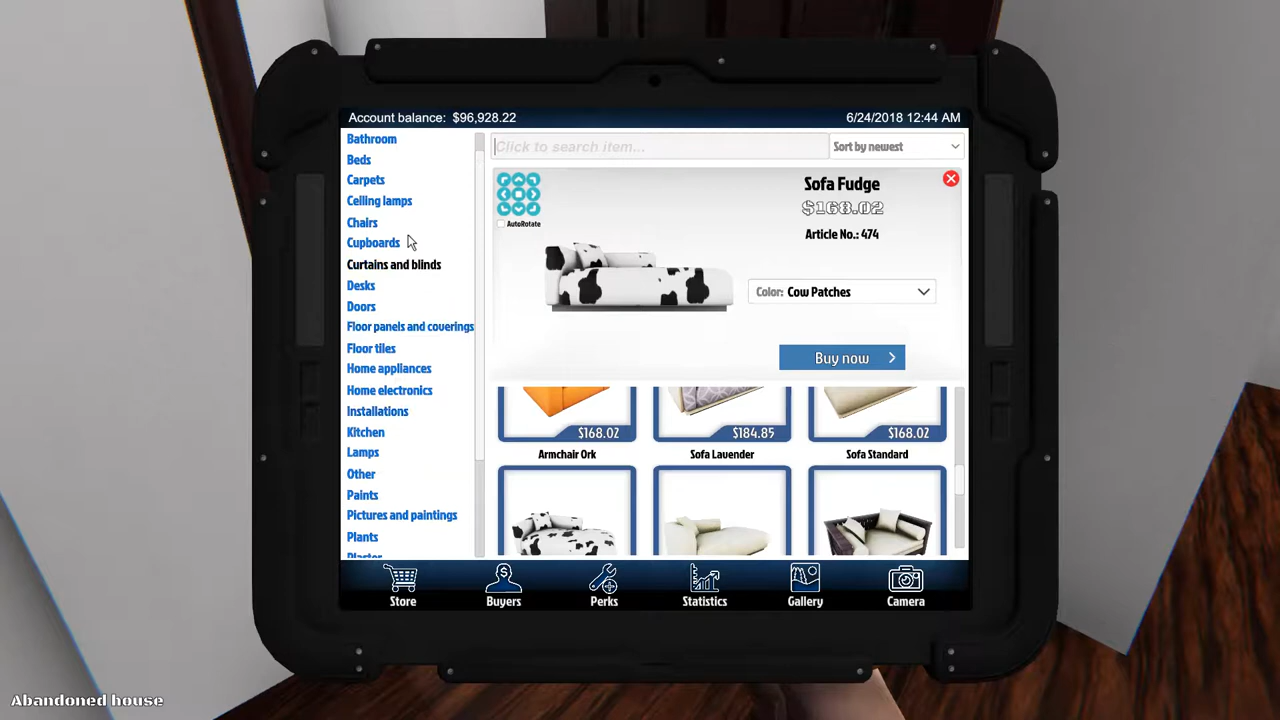 Account balance: $96,928.22
6/24/2018 12:44 AM
Bathroom
Beds
Carpets
Ceiling lamps
Chairs
Cupboards
Curtains and blinds
Desks
Doors
Floor panels and coverings
Floor tiles
Home appliances
Home electronics
Installations
Kitchen
Lamps
Other
Paints
Pictures and paintings
Plants
Plaster
Click to search item...
Sort by newest
AutoRotate
Sofa Fudge
$168.02
Article No.: 474
Color: Cow Patches
Buy now
$168.02
$184.85
$168.02
Armchair Ork
Sofa Lavender
Sofa Standard
Store
Buyers
Perks
Statistics
Gallery
Camera
Abandoned house